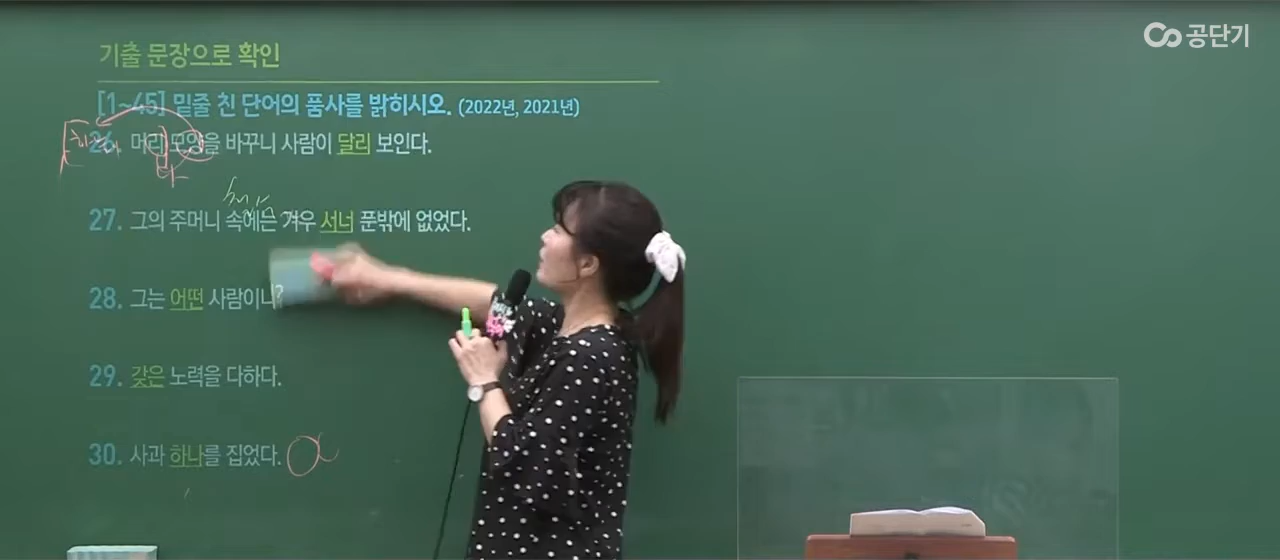 공단기
기출 문장으로 확인
[1~45] 밑줄 친 단어의 품사를 밝히시오. (2022년, 2021년)
26. 머리 모양을 바꾸니 사람이 달리 보인다.
27. 그의 주머니 속에는 겨우 서너 푼밖에 없었다.
28. 그는 어떤 사람이니?
29. 갖은 노력을 다하다.
30. 사과 하나를 집었다.